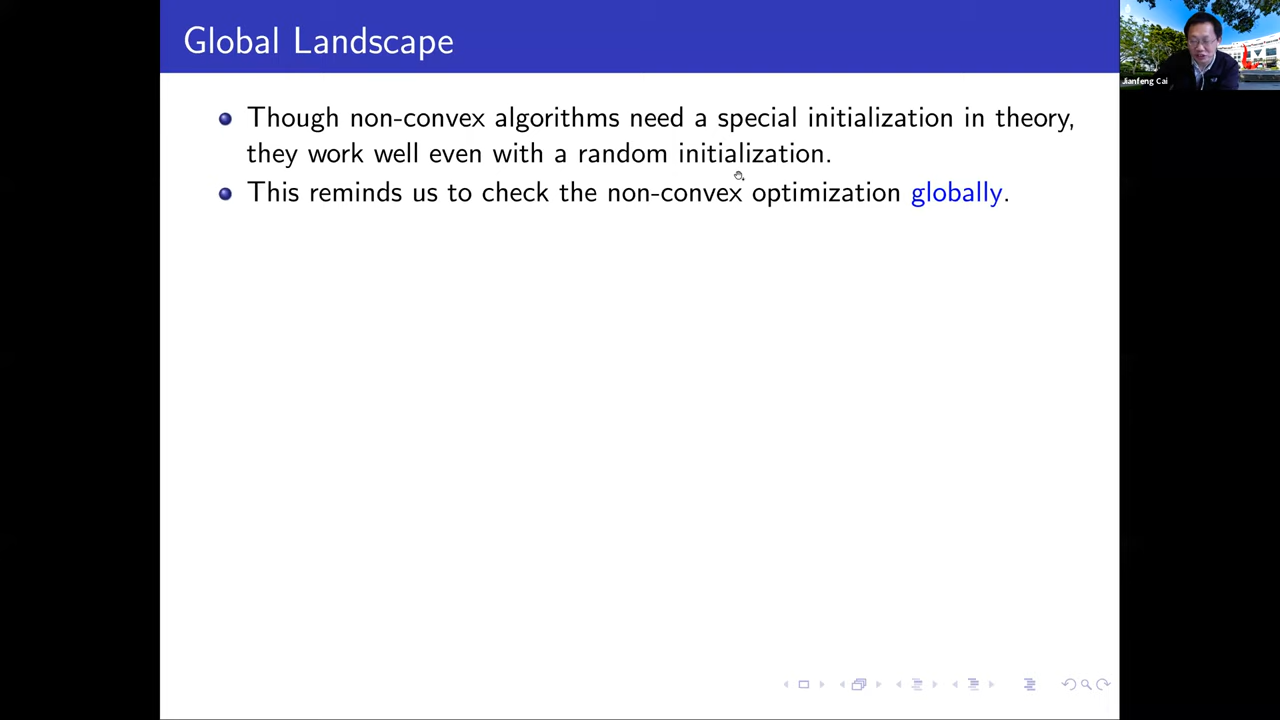 Global Landscape
Though non-convex algorithms need a special initialization in theory,
they work well even with a random initialization.
This reminds us to check the non-convex optimization globally.
Jianfeng Cai